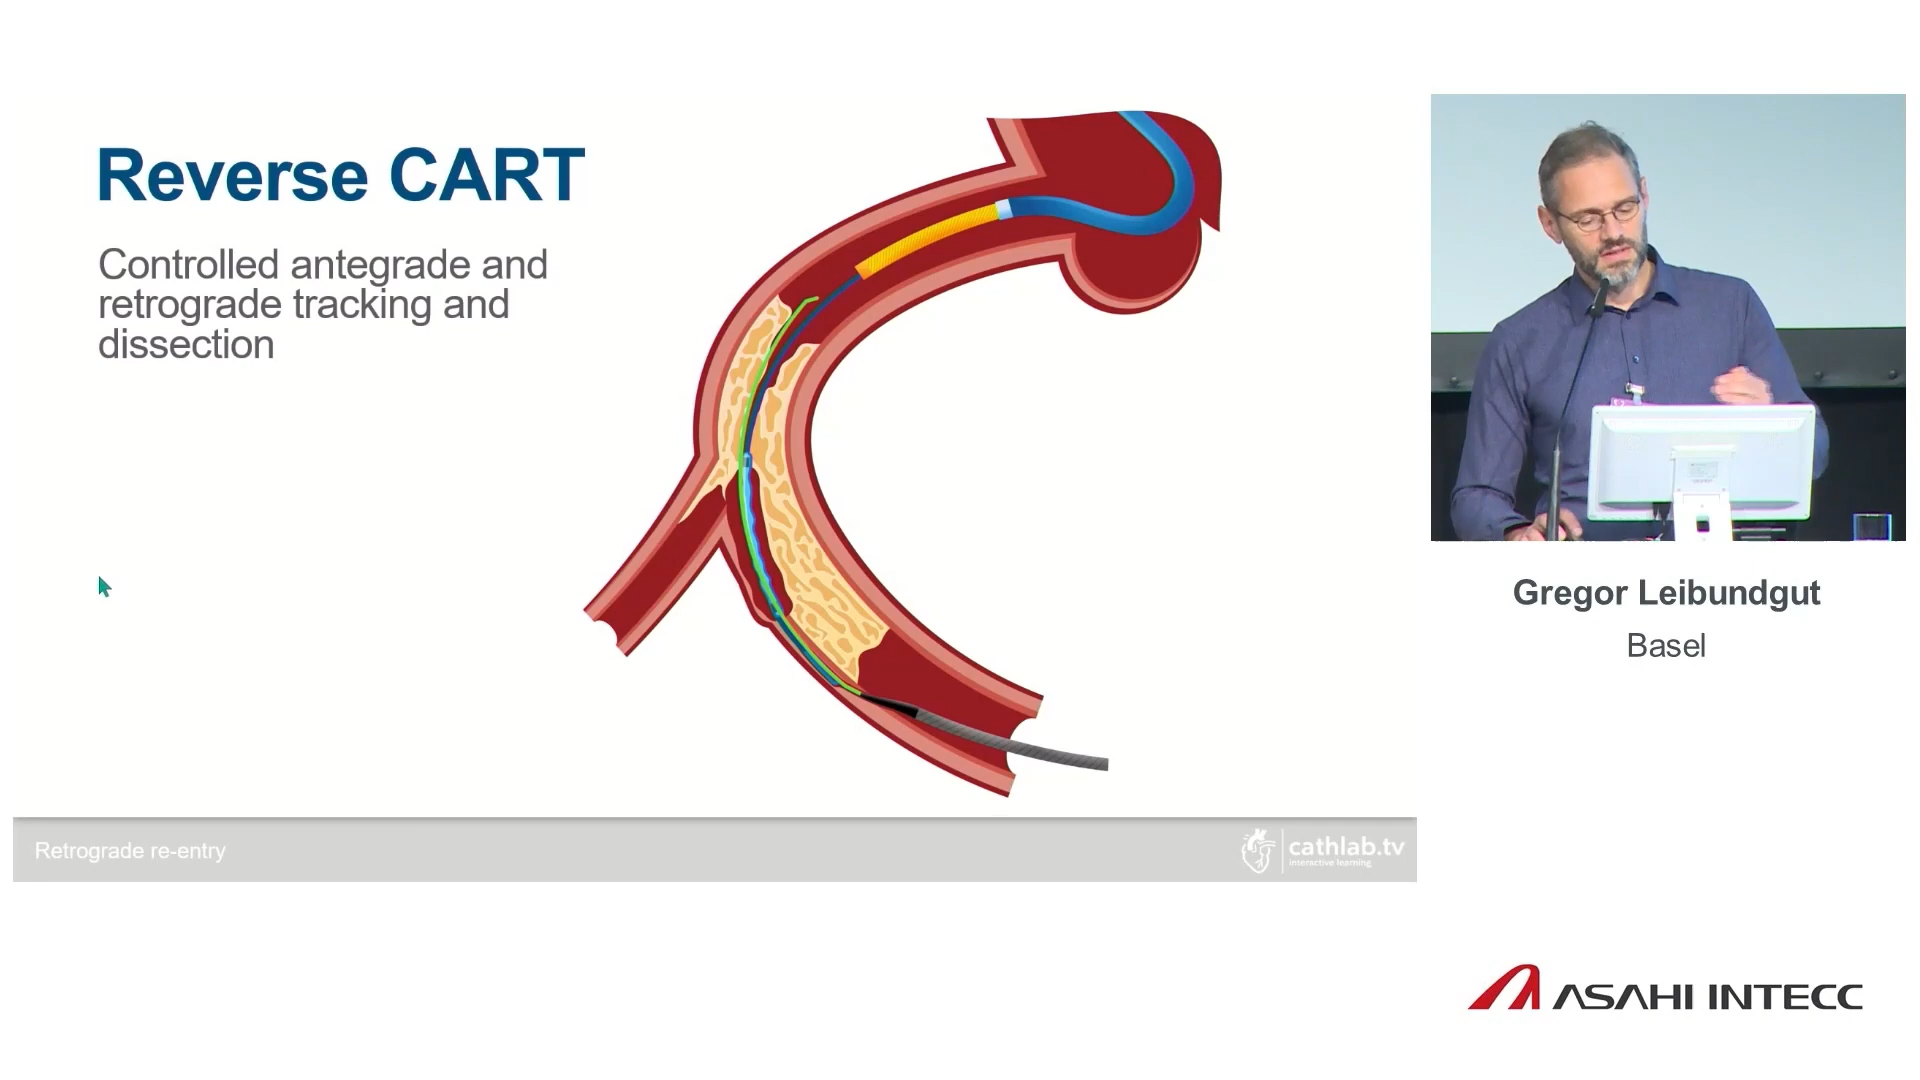 Reverse CART
Controlled antegrade and
retrograde tracking and
dissection
Retrograde re-entry
cathlab.tv
interactive learning
Gregor Leibundgut
Basel
ASAHI INTECC